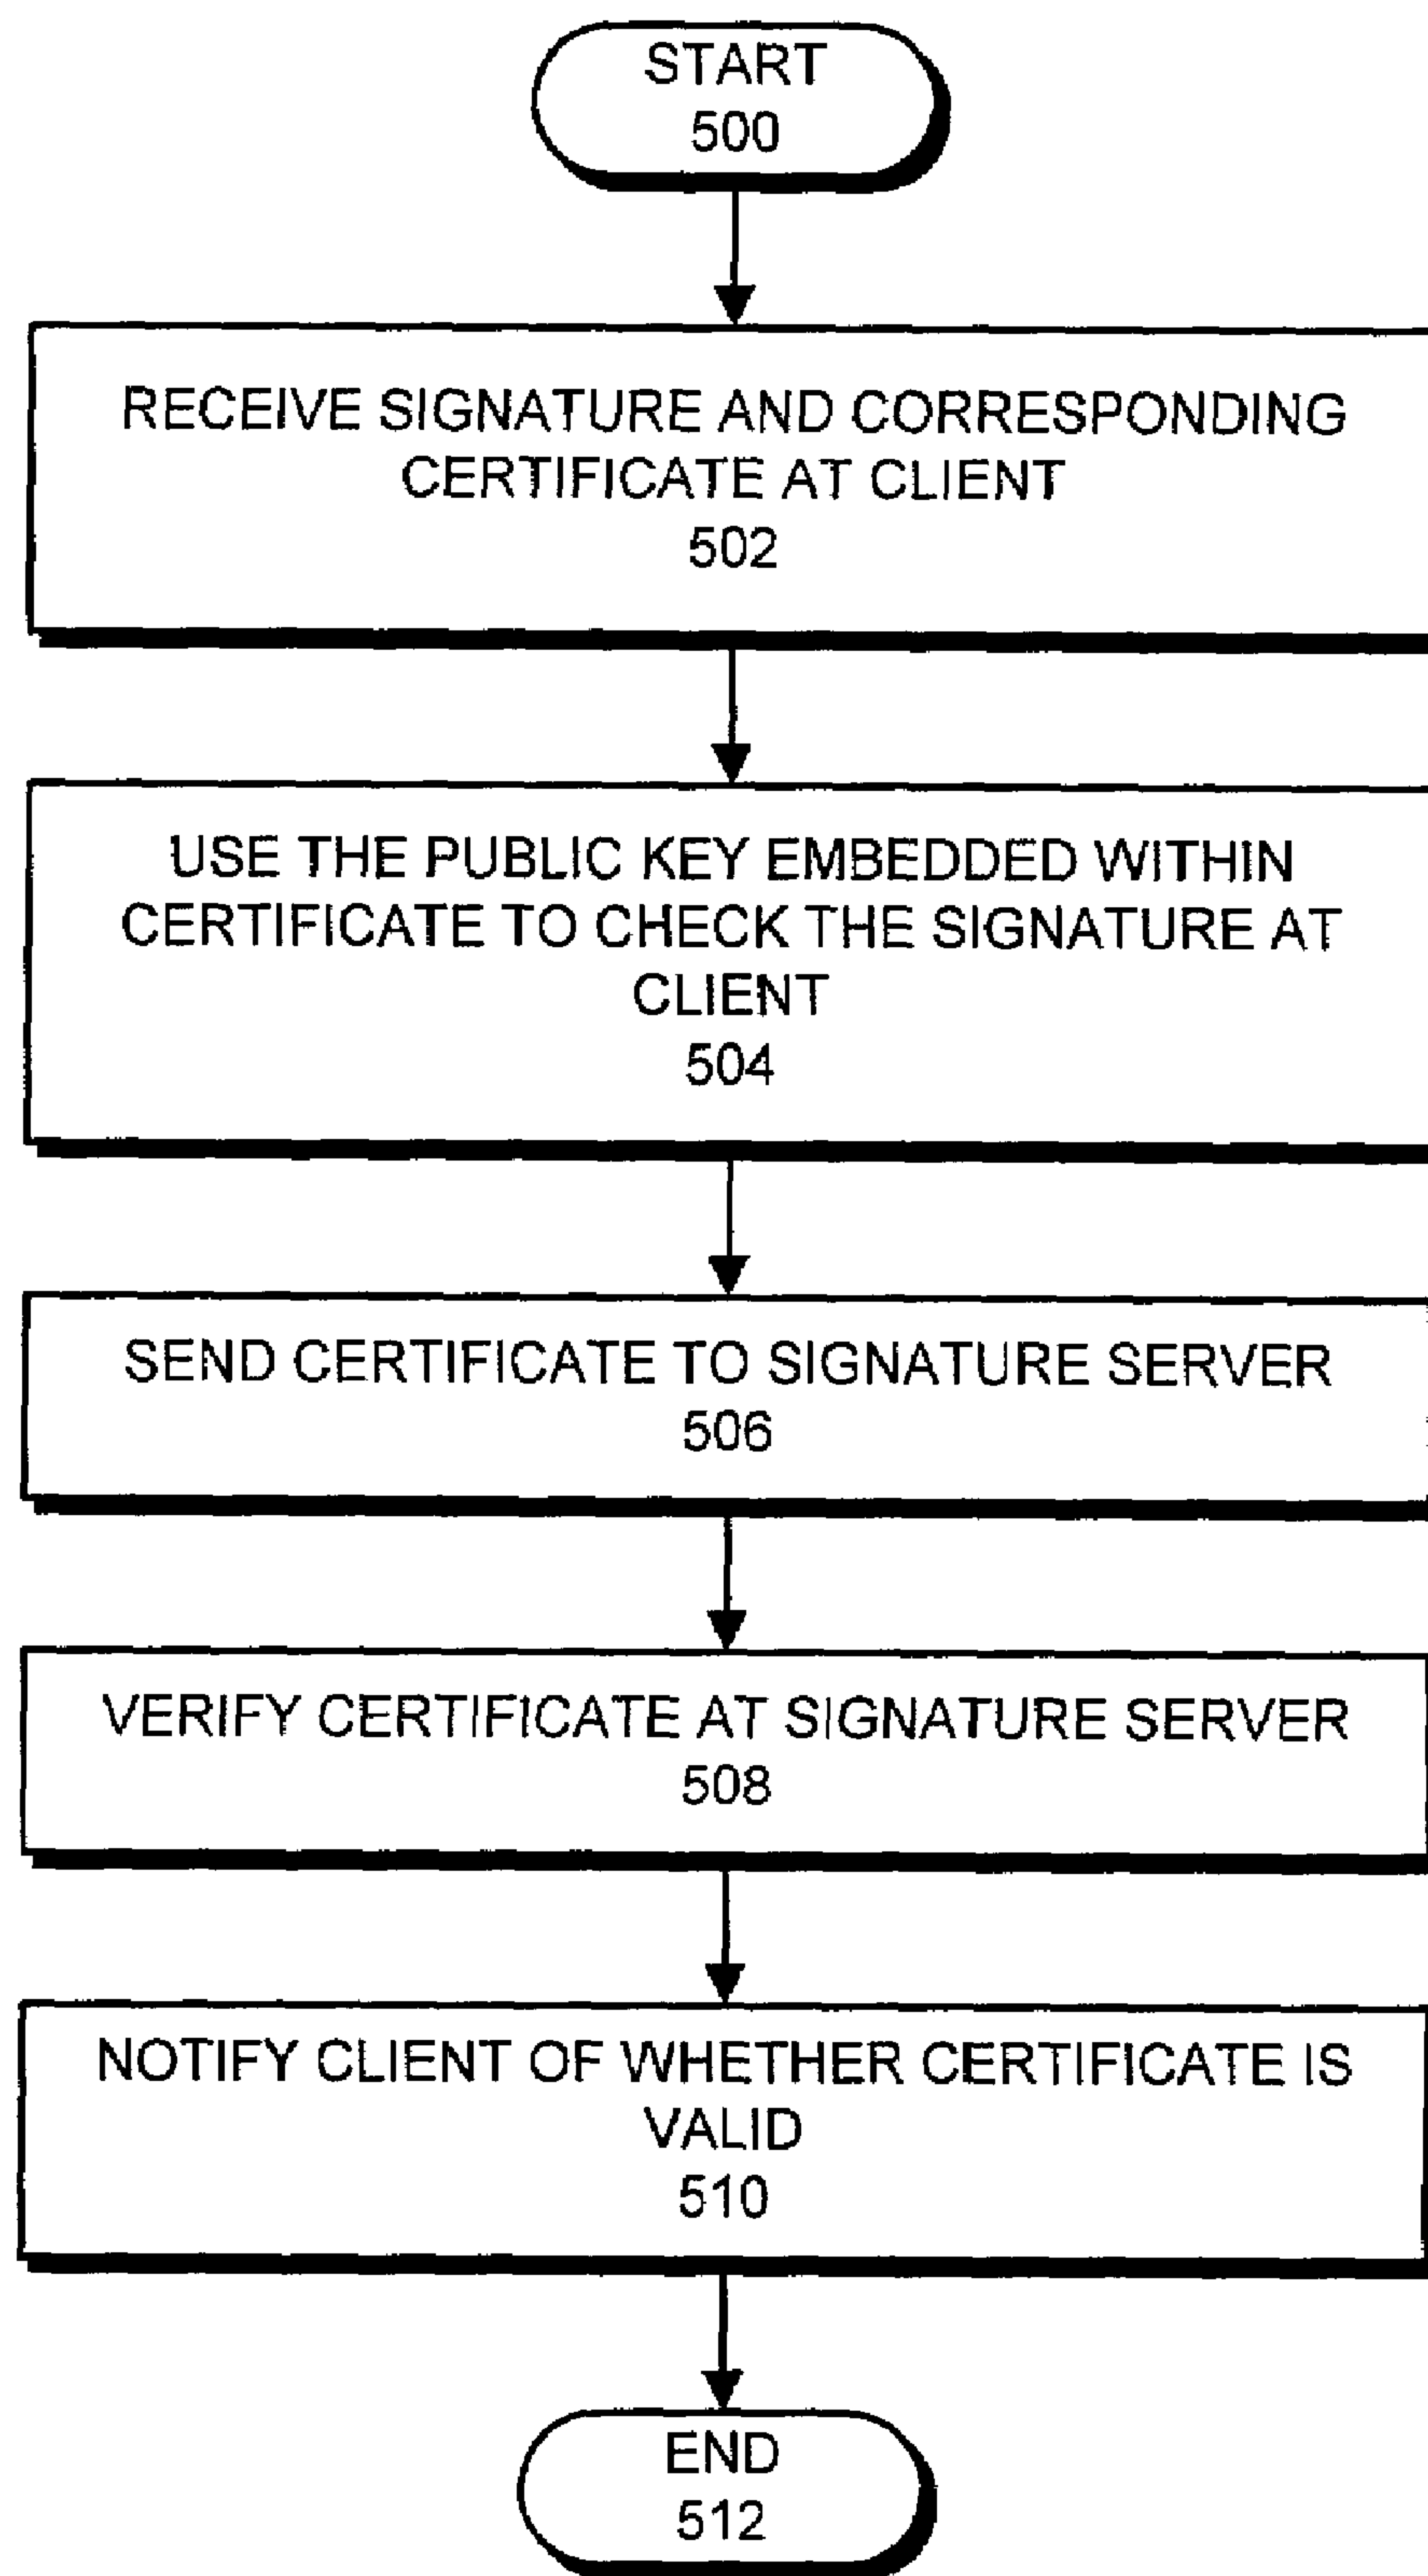 START
500
RECEIVE SIGNATURE AND CORRESPONDING
CERTIFICATE AT CLIENT
502
USE THE PUBLIC KEY EMBEDDED WITHIN
CERTIFICATE TO CHECK THE SIGNATURE AT
CLIENT
504
SEND CERTIFICATE TO SIGNATURE SERVER
506
VERIFY CERTIFICATE AT SIGNATURE SERVER
508
NOTIFY CLIENT OF WHETHER CERTIFICATE IS
VALID
510
END
512